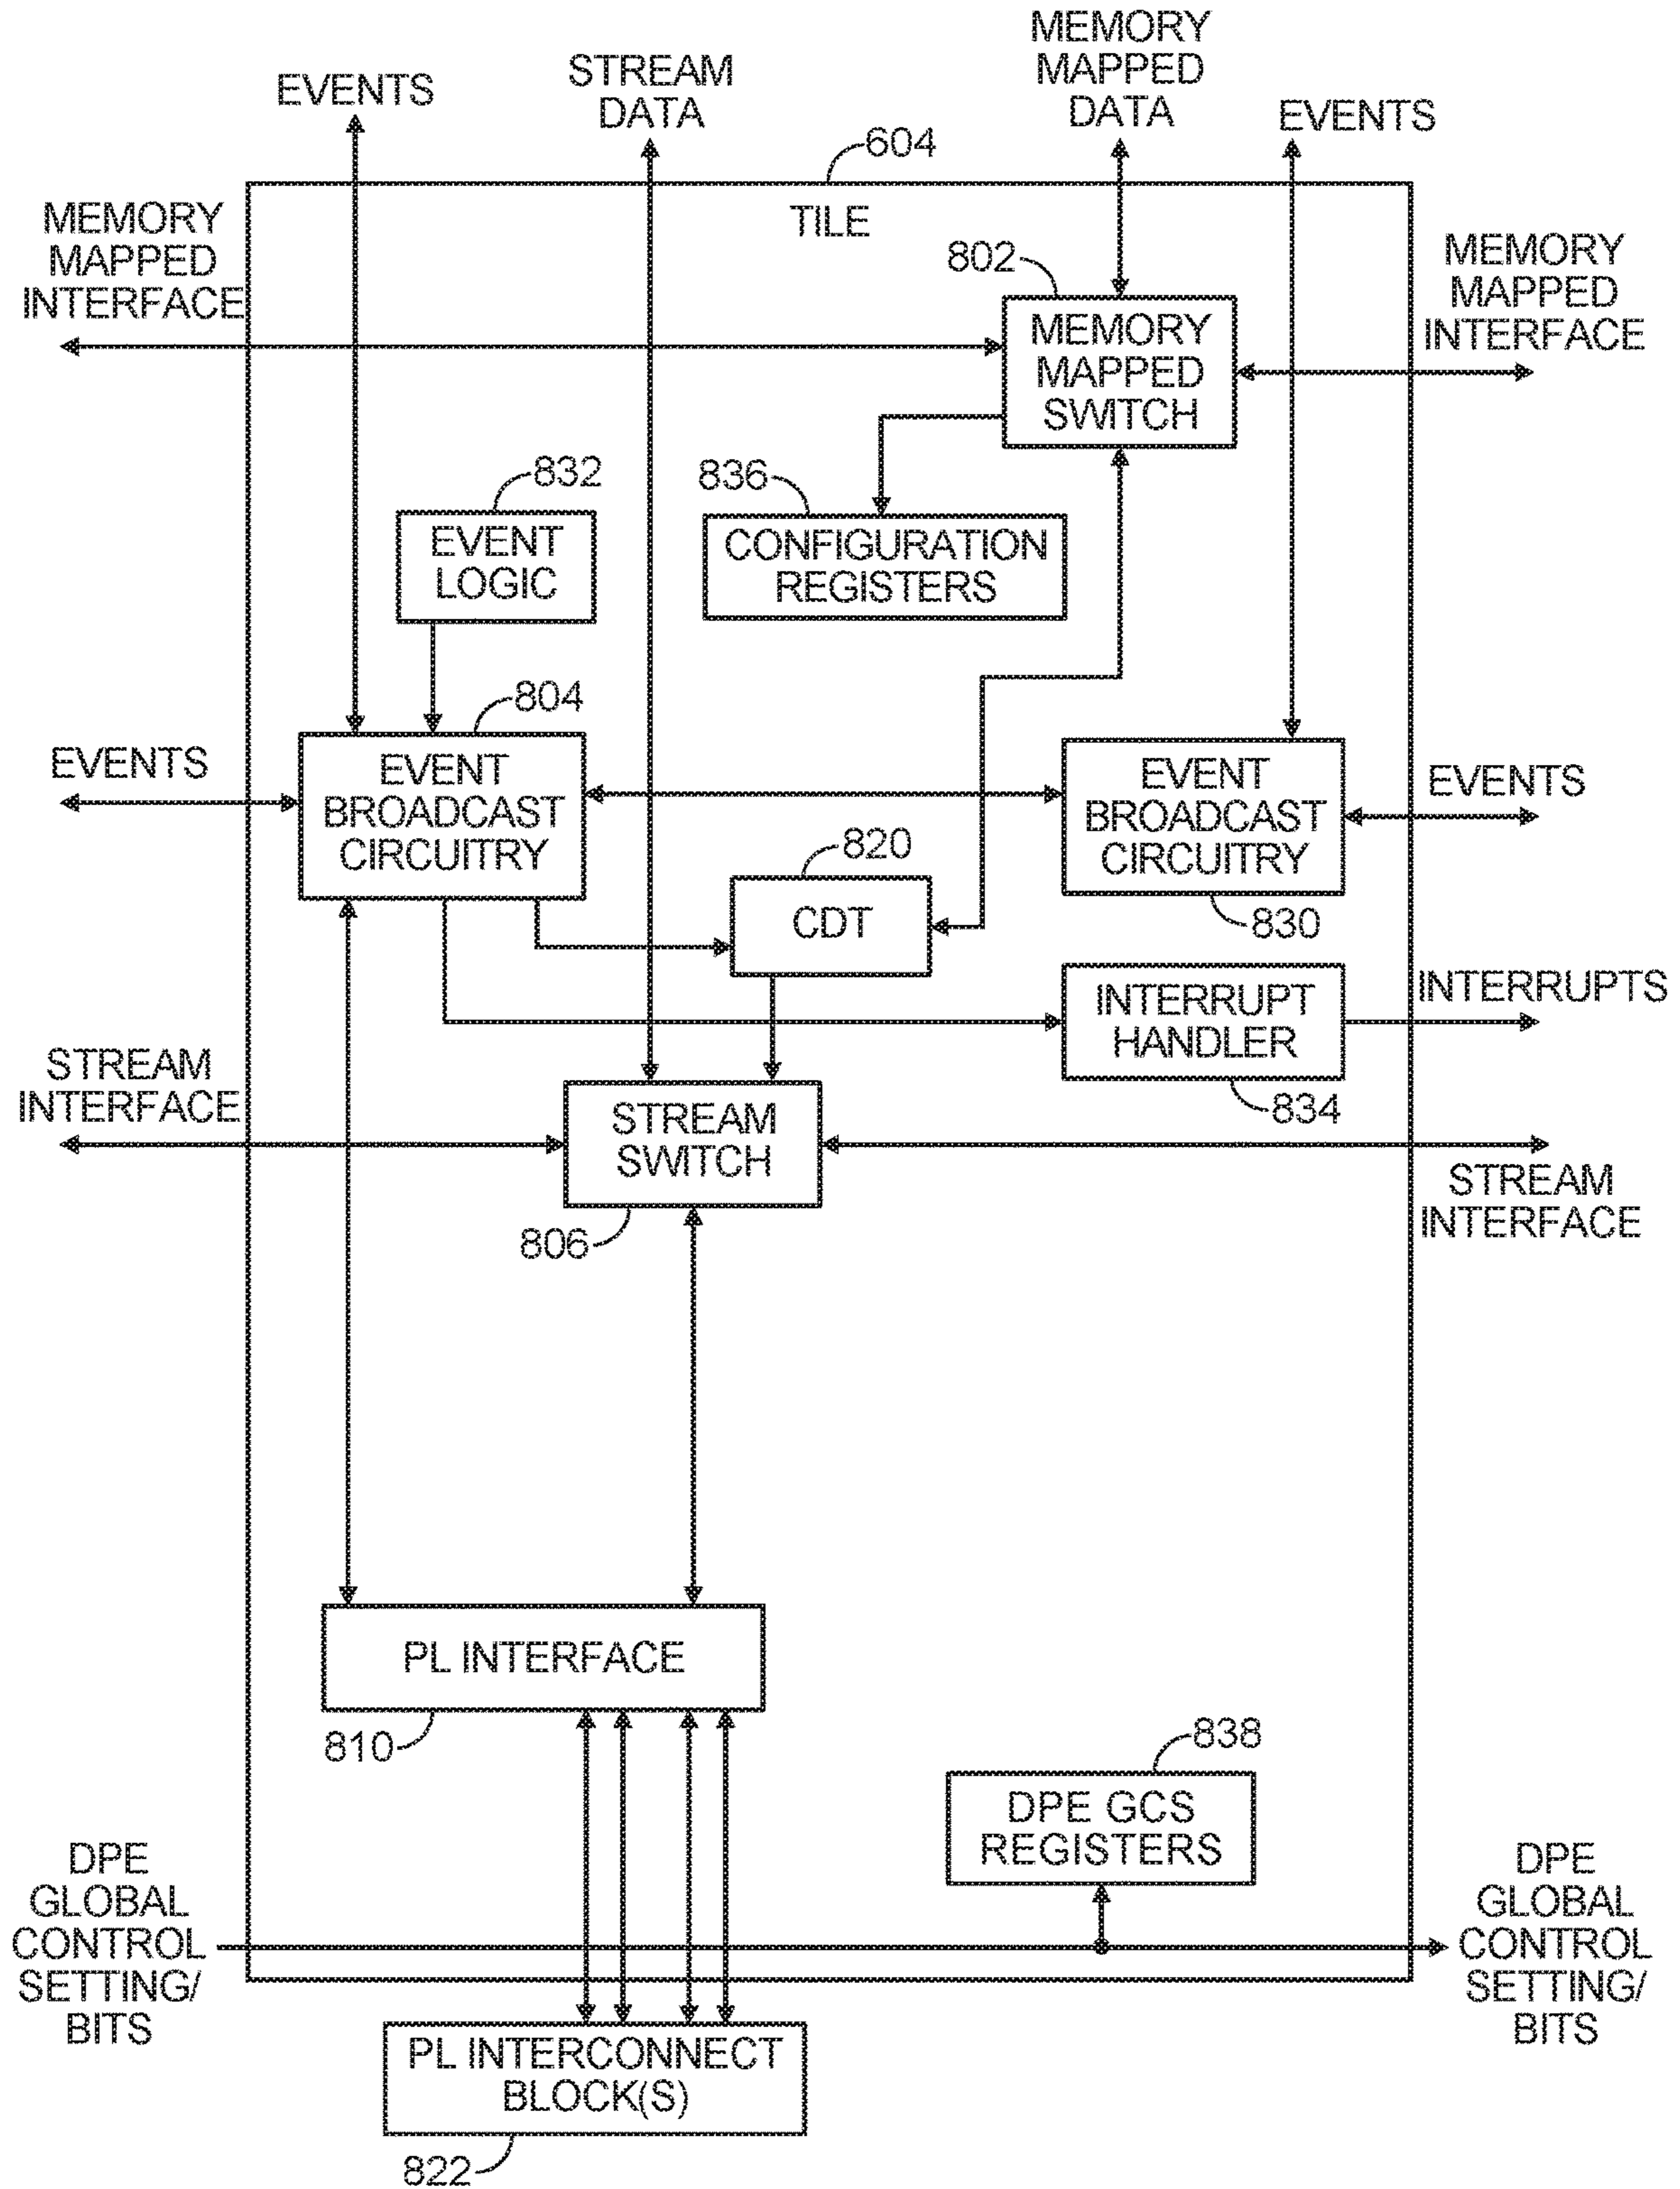 MEMORY
MAPPED
DATA
STREAM
DATA
EVENTS
EVENTS
604
TILE
MEMORY
MAPPED
INTERFACE
802
MEMORY
MAPPED
INTERFACE
MEMORY
MAPPED
SWITCH
832
836
EVENT
LOGIC
CONFIGURATION
REGISTERS
804
EVENTS
EVENT
BROADCAST
CIRCUITRY
EVENT
BROADCAST
CIRCUITRY
EVENTS
820
CDT
830
INTERRUPT
HANDLER
INTERRUPTS
834
STREAM
INTERFACE
STREAM
SWITCH
STREAM
INTERFACE
806
PL INTERFACE
810
838
DPE GCS
REGISTERS
DPE
GLOBAL
CONTROL
SETTING/
BITS
DPE
GLOBAL
CONTROL
SETTING/
BITS
PL INTERCONNECT
BLOCK(S)
822